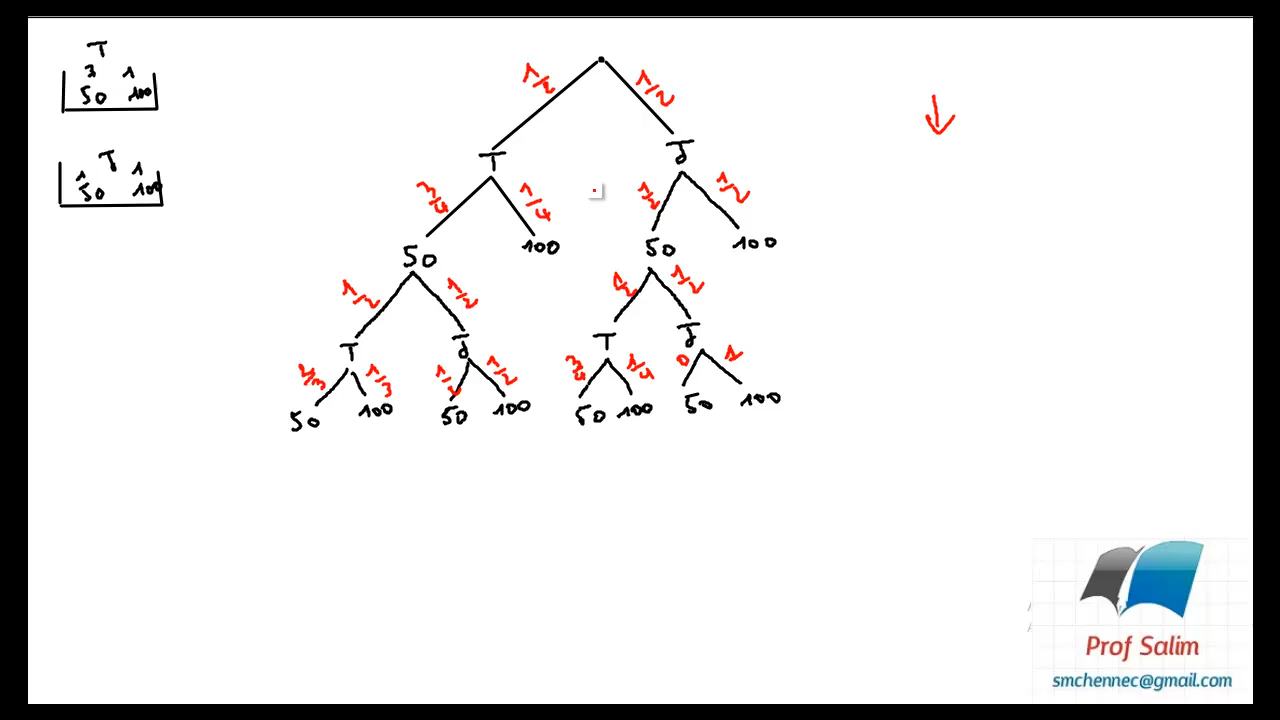 T
3 1
50 100
T
1 1
50 100
1/2 1/2
T J
3/4 1/4 1/2 1/2
50 100 50 100
1/2 1/2 1/2 1/2
T J T J
2/3 1/3 1/2 1/2 3/4 1/4 0 1
50 100 50 100 50 100 50 100
Prof Salim
smchennec@gmail.com